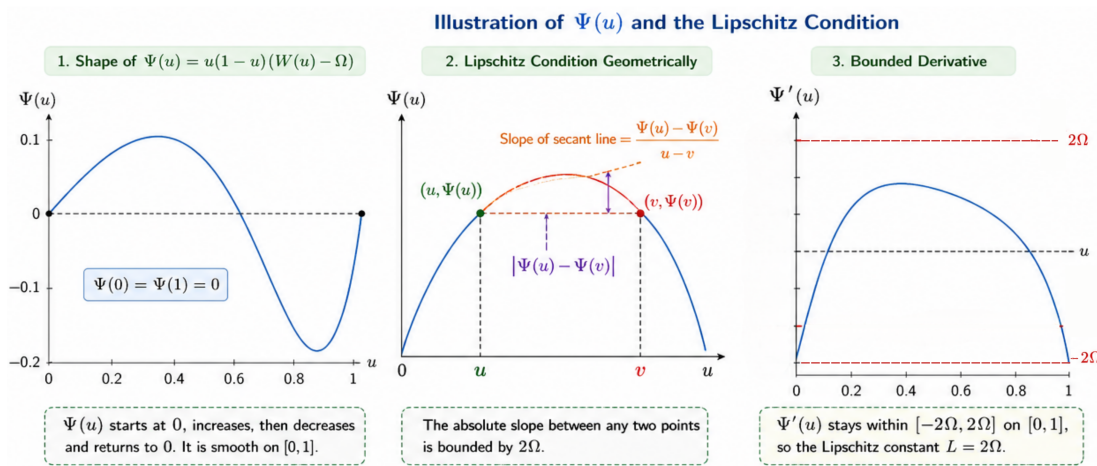 Illustration of Ψ(u) and the Lipschitz Condition
1. Shape of Ψ(u) = u(1 − u)(W(u) − Ω)
Ψ(u)
0.1
0
−0.1
−0.2
Ψ(0) = Ψ(1) = 0
0 0.2 0.4 0.6 0.8 1 u
Ψ(u) starts at 0, increases, then decreases
and returns to 0. It is smooth on [0, 1].
2. Lipschitz Condition Geometrically
Ψ(u)
Slope of secant line = Ψ(u) − Ψ(v)
u − v
(u, Ψ(u))
(v, Ψ(v))
|Ψ(u) − Ψ(v)|
0 u v u
The absolute slope between any two points
is bounded by 2Ω.
3. Bounded Derivative
Ψ′(u)
2Ω
u
−2Ω
0 0.2 0.4 0.6 0.8 1
Ψ′(u) stays within [−2Ω, 2Ω] on [0, 1],
so the Lipschitz constant L = 2Ω.